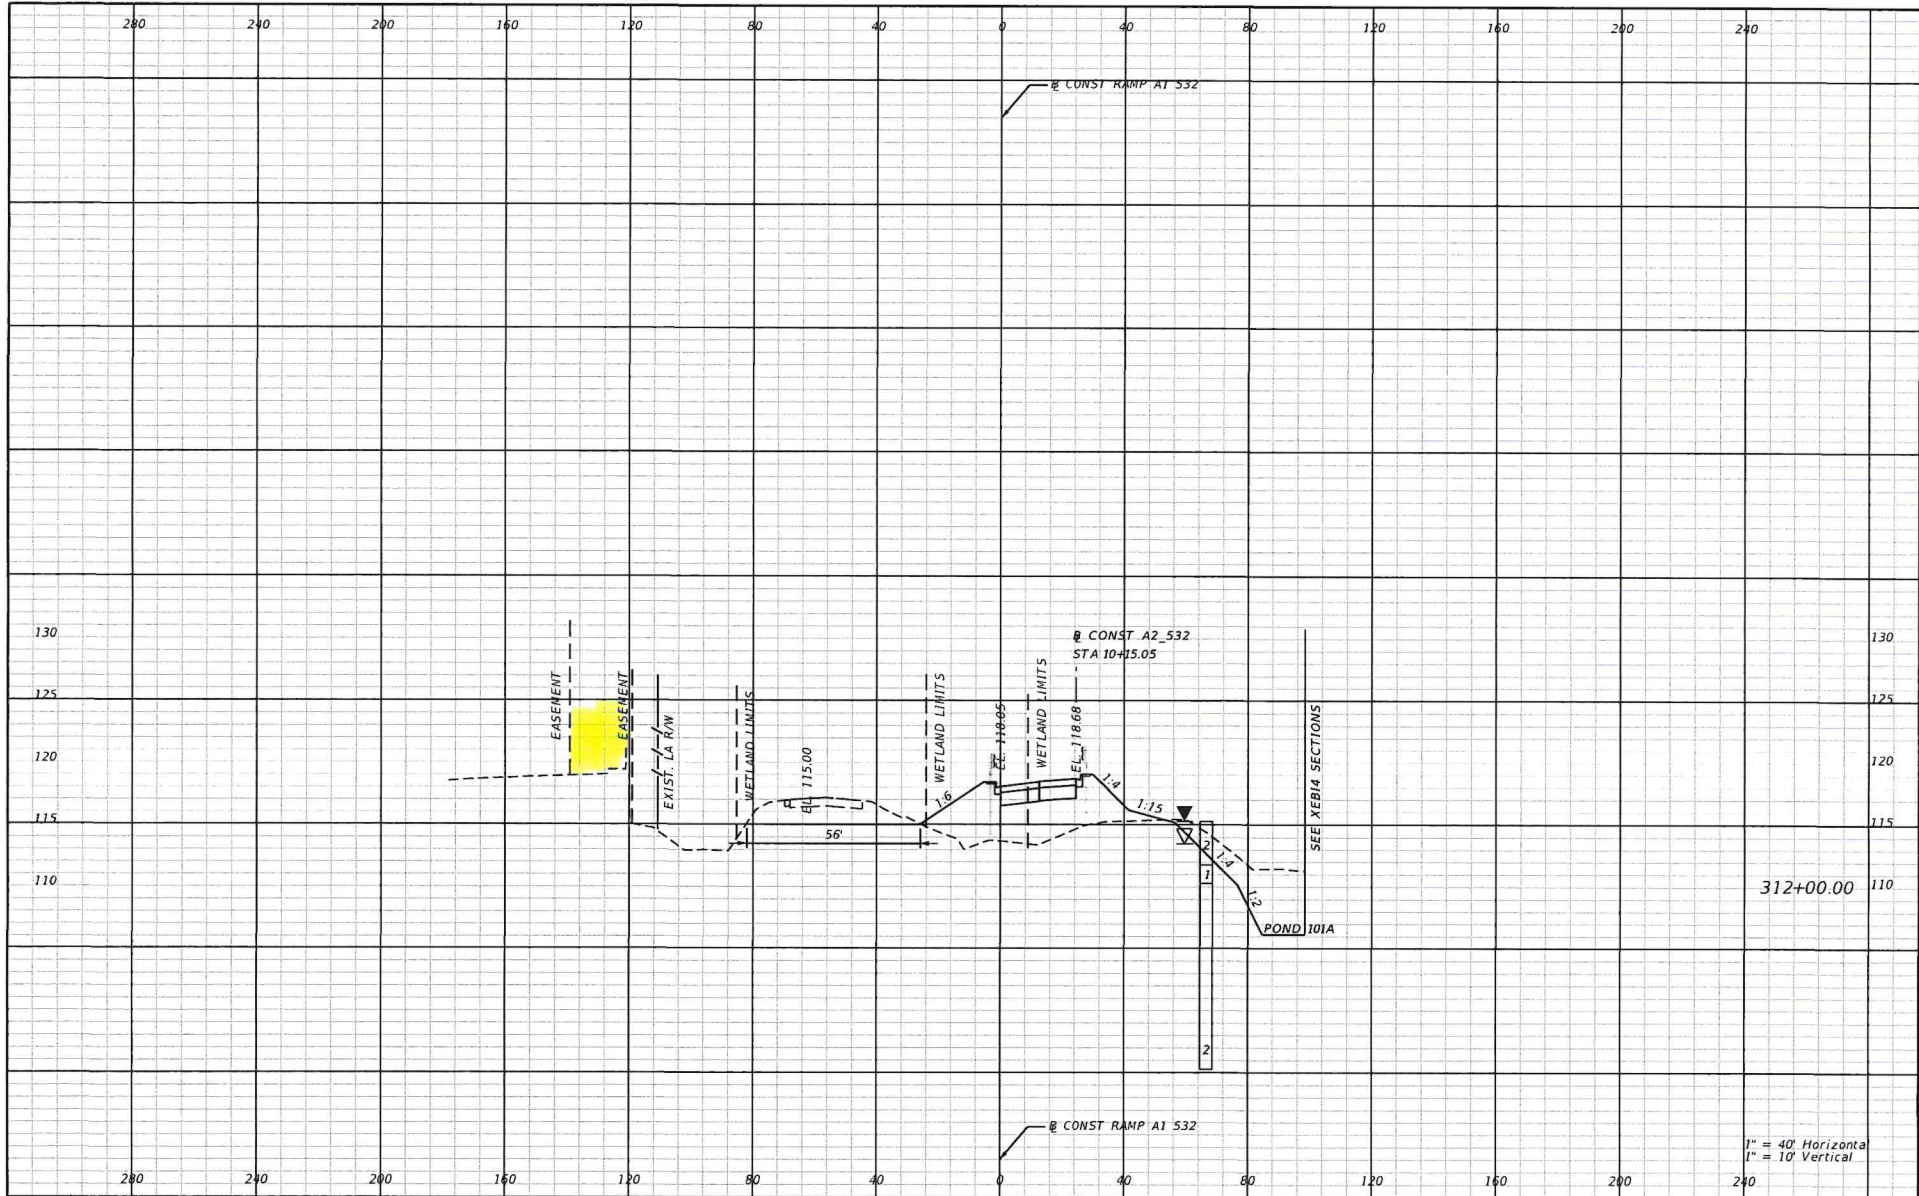 280 240 200 160 120 80 40 0 40 80 120 160 200 240
℄ CONST RAMP A1 532
130
℄ CONST A2_532
130
STA 10+15.05
125
EASEMENT
EASEMENT
EXIST. LA R/W
WETLAND LIMITS
EL. 115.00
WETLAND LIMITS
EL. 118.05
WETLAND LIMITS
EL. 118.68
SEE XEB14 SECTIONS
125
120
120
1:6
1:4
1:15
115
115
56'
2
1:4
1
110
1:2
312+00.00
110
POND 101A
2
℄ CONST RAMP A1 532
1" = 40' Horizontal
1" = 10' Vertical
280 240 200 160 120 80 40 0 40 80 120 160 200 240